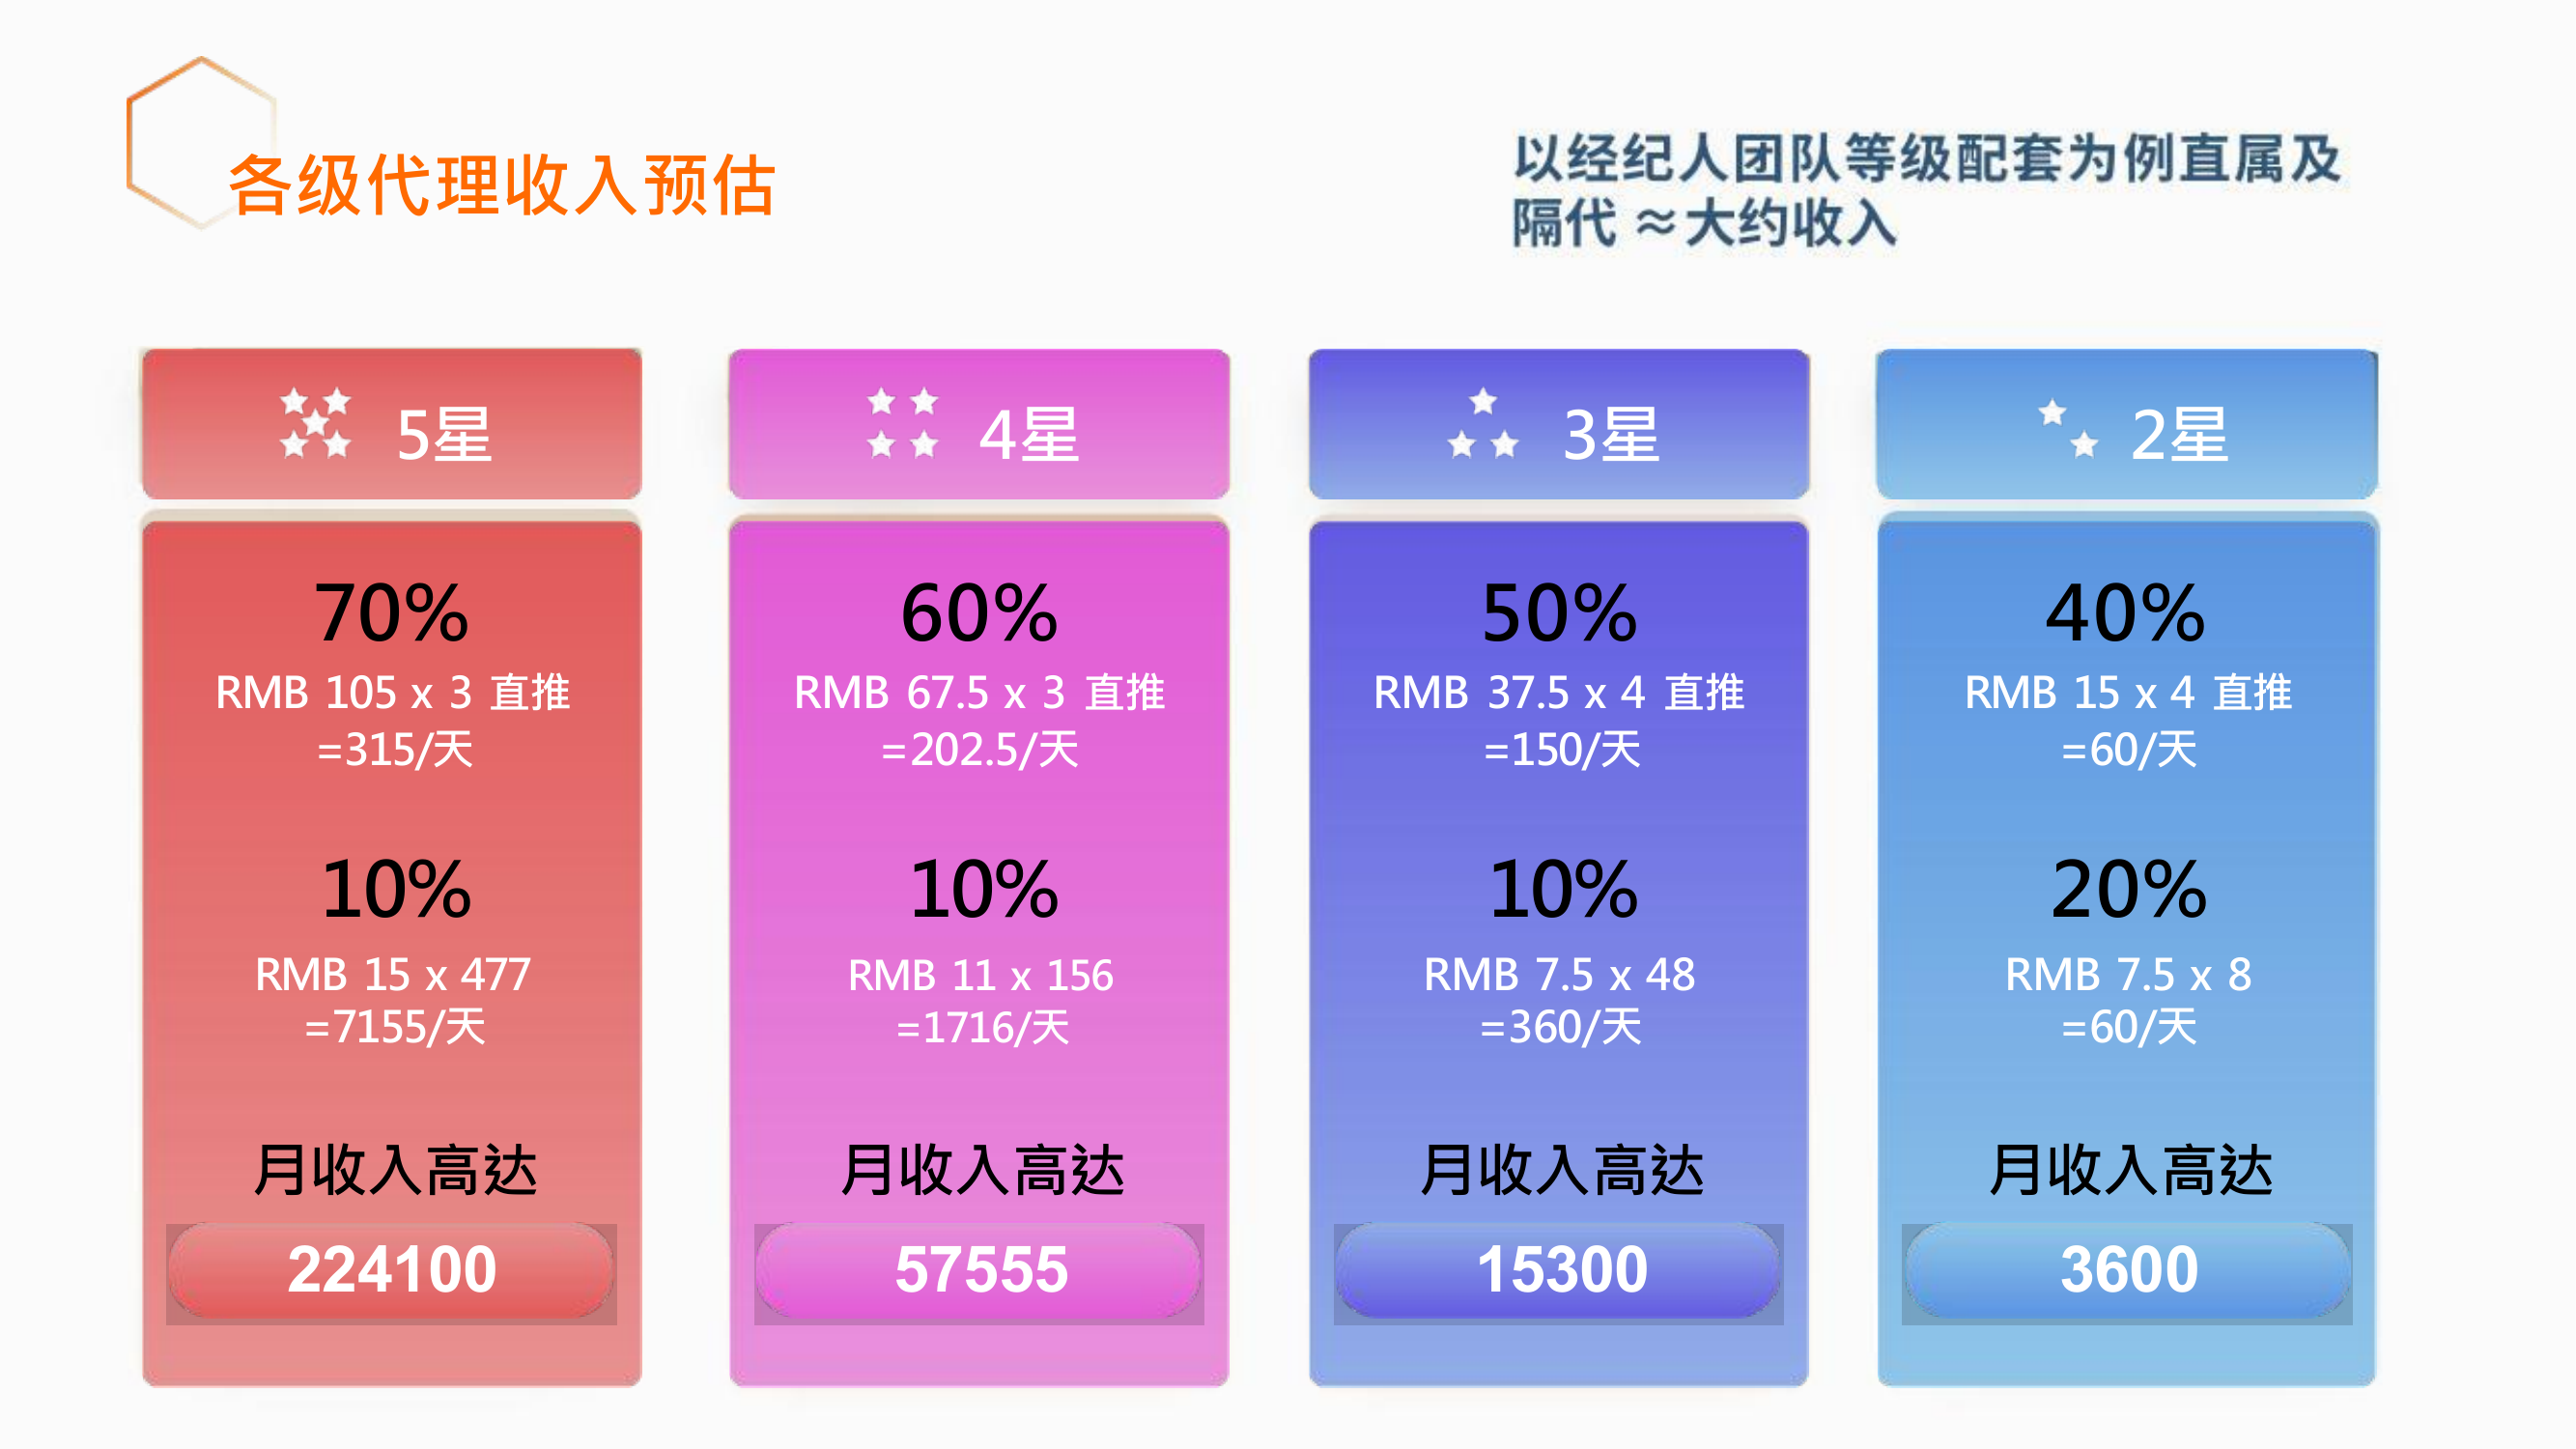 各级代理收入预估
以经纪人团队等级配套为例直属及
隔代 ≈大约收入
5星
70%
RMB 105 x 3 直推
=315/天
10%
RMB 15 x 477
=7155/天
月收入高达
224100
4星
60%
RMB 67.5 x 3 直推
=202.5/天
10%
RMB 11 x 156
=1716/天
月收入高达
57555
3星
50%
RMB 37.5 x 4 直推
=150/天
10%
RMB 7.5 x 48
=360/天
月收入高达
15300
2星
40%
RMB 15 x 4 直推
=60/天
20%
RMB 7.5 x 8
=60/天
月收入高达
3600